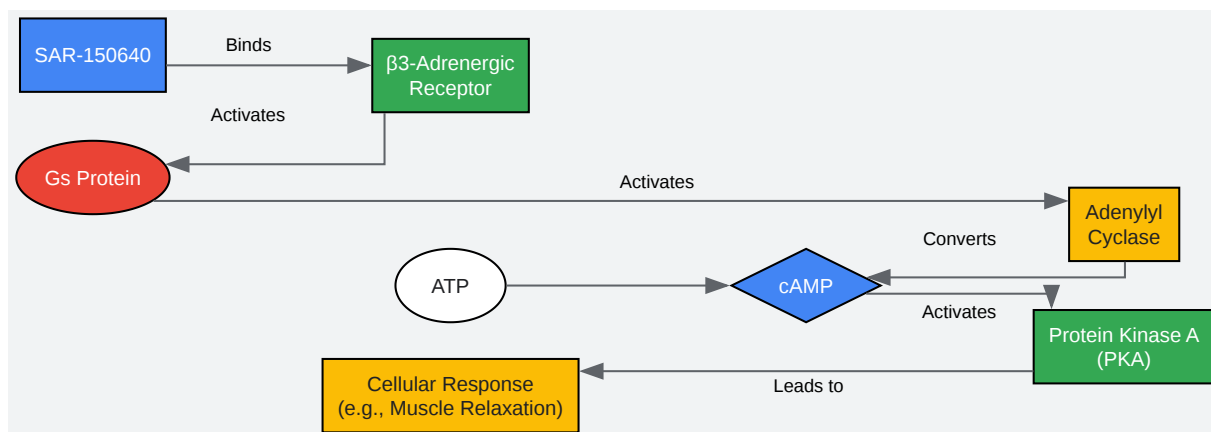 SAR-150640
Binds
β3-Adrenergic
Receptor
Activates
Gs Protein
Activates
Adenylyl
Cyclase
Converts
ATP
cAMP
Activates
Protein Kinase A
(PKA)
Leads to
Cellular Response
(e.g., Muscle Relaxation)